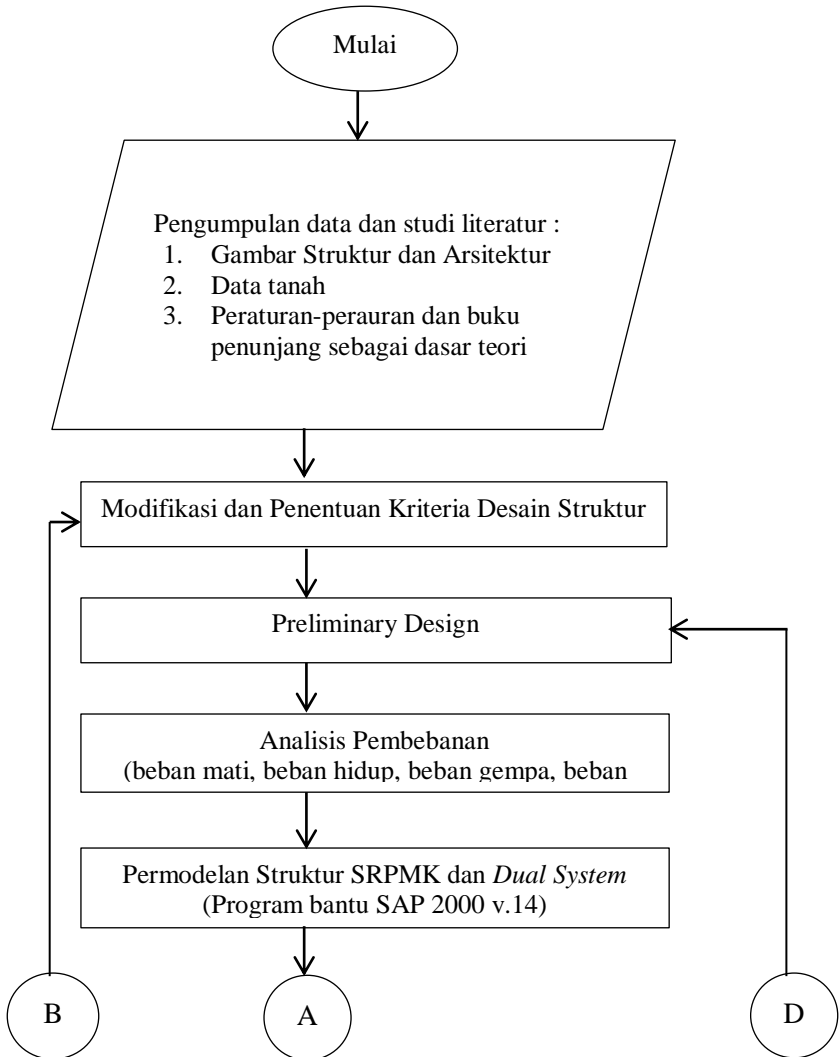 Mulai
Pengumpulan data dan studi literatur :
1. Gambar Struktur dan Arsitektur
2. Data tanah
3. Peraturan-perauran dan buku
penunjang sebagai dasar teori
Modifikasi dan Penentuan Kriteria Desain Struktur
Preliminary Design
Analisis Pembebanan
(beban mati, beban hidup, beban gempa, beban
Permodelan Struktur SRPMK dan Dual System
(Program bantu SAP 2000 v.14)
B
A
D